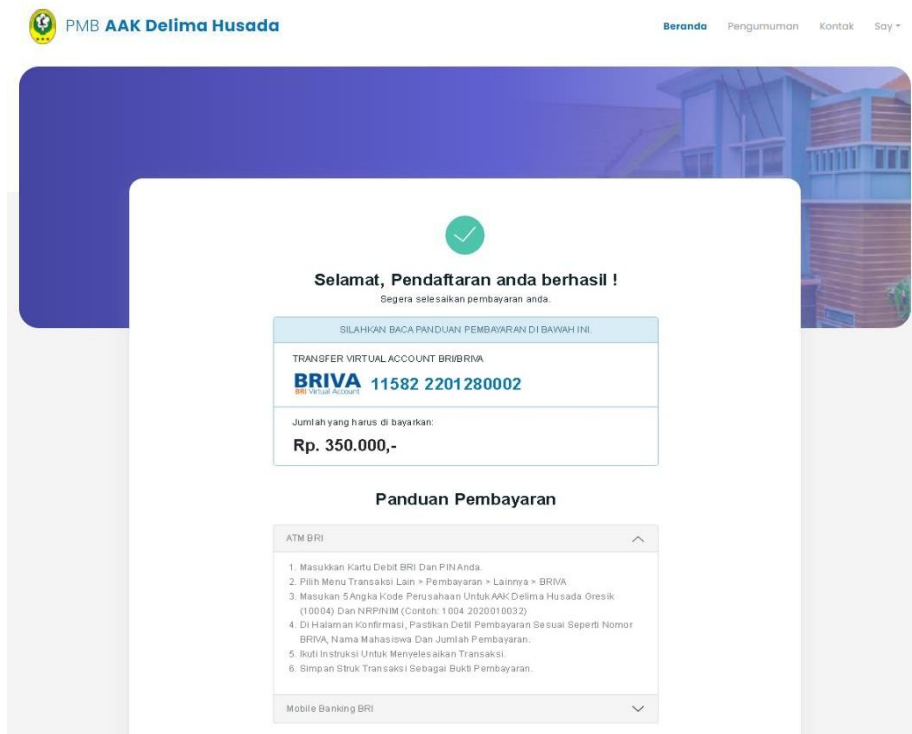 PMB AAK Delima Husada
Beranda Pengumuman Kontak Say
Selamat, Pendaftaran anda berhasil !
Segera selesaikan pembayaran anda.
SILAHKAN BACA PANDUAN PEMBAYARAN DI BAWAH INI.
TRANSFER VIRTUAL ACCOUNT BRI/BRIVA
BRIVA 11582 2201280002
BRI Virtual Account
Jumlah yang harus di bayarkan:
Rp. 350.000,-
Panduan Pembayaran
ATM BRI
1. Masukkan Kartu Debit BRI Dan PIN Anda.
2. Pilih Menu Transaksi Lain > Pembayaran > Lainnya > BRIVA
3. Masukan 5 Angka Kode Perusahaan Untuk AAK Delima Husada Gresik
(10004) Dan NRP/NIM (Contoh: 1004 2020010032)
4. Di Halaman Konfirmasi, Pastikan Detil Pembayaran Sesuai Seperti Nomor
BRIVA, Nama Mahasiswa Dan Jumlah Pembayaran.
5. Ikuti Instruksi Untuk Menyelesaikan Transaksi.
6. Simpan Struk Transaksi Sebagai Bukti Pembayaran.
Mobile Banking BRI